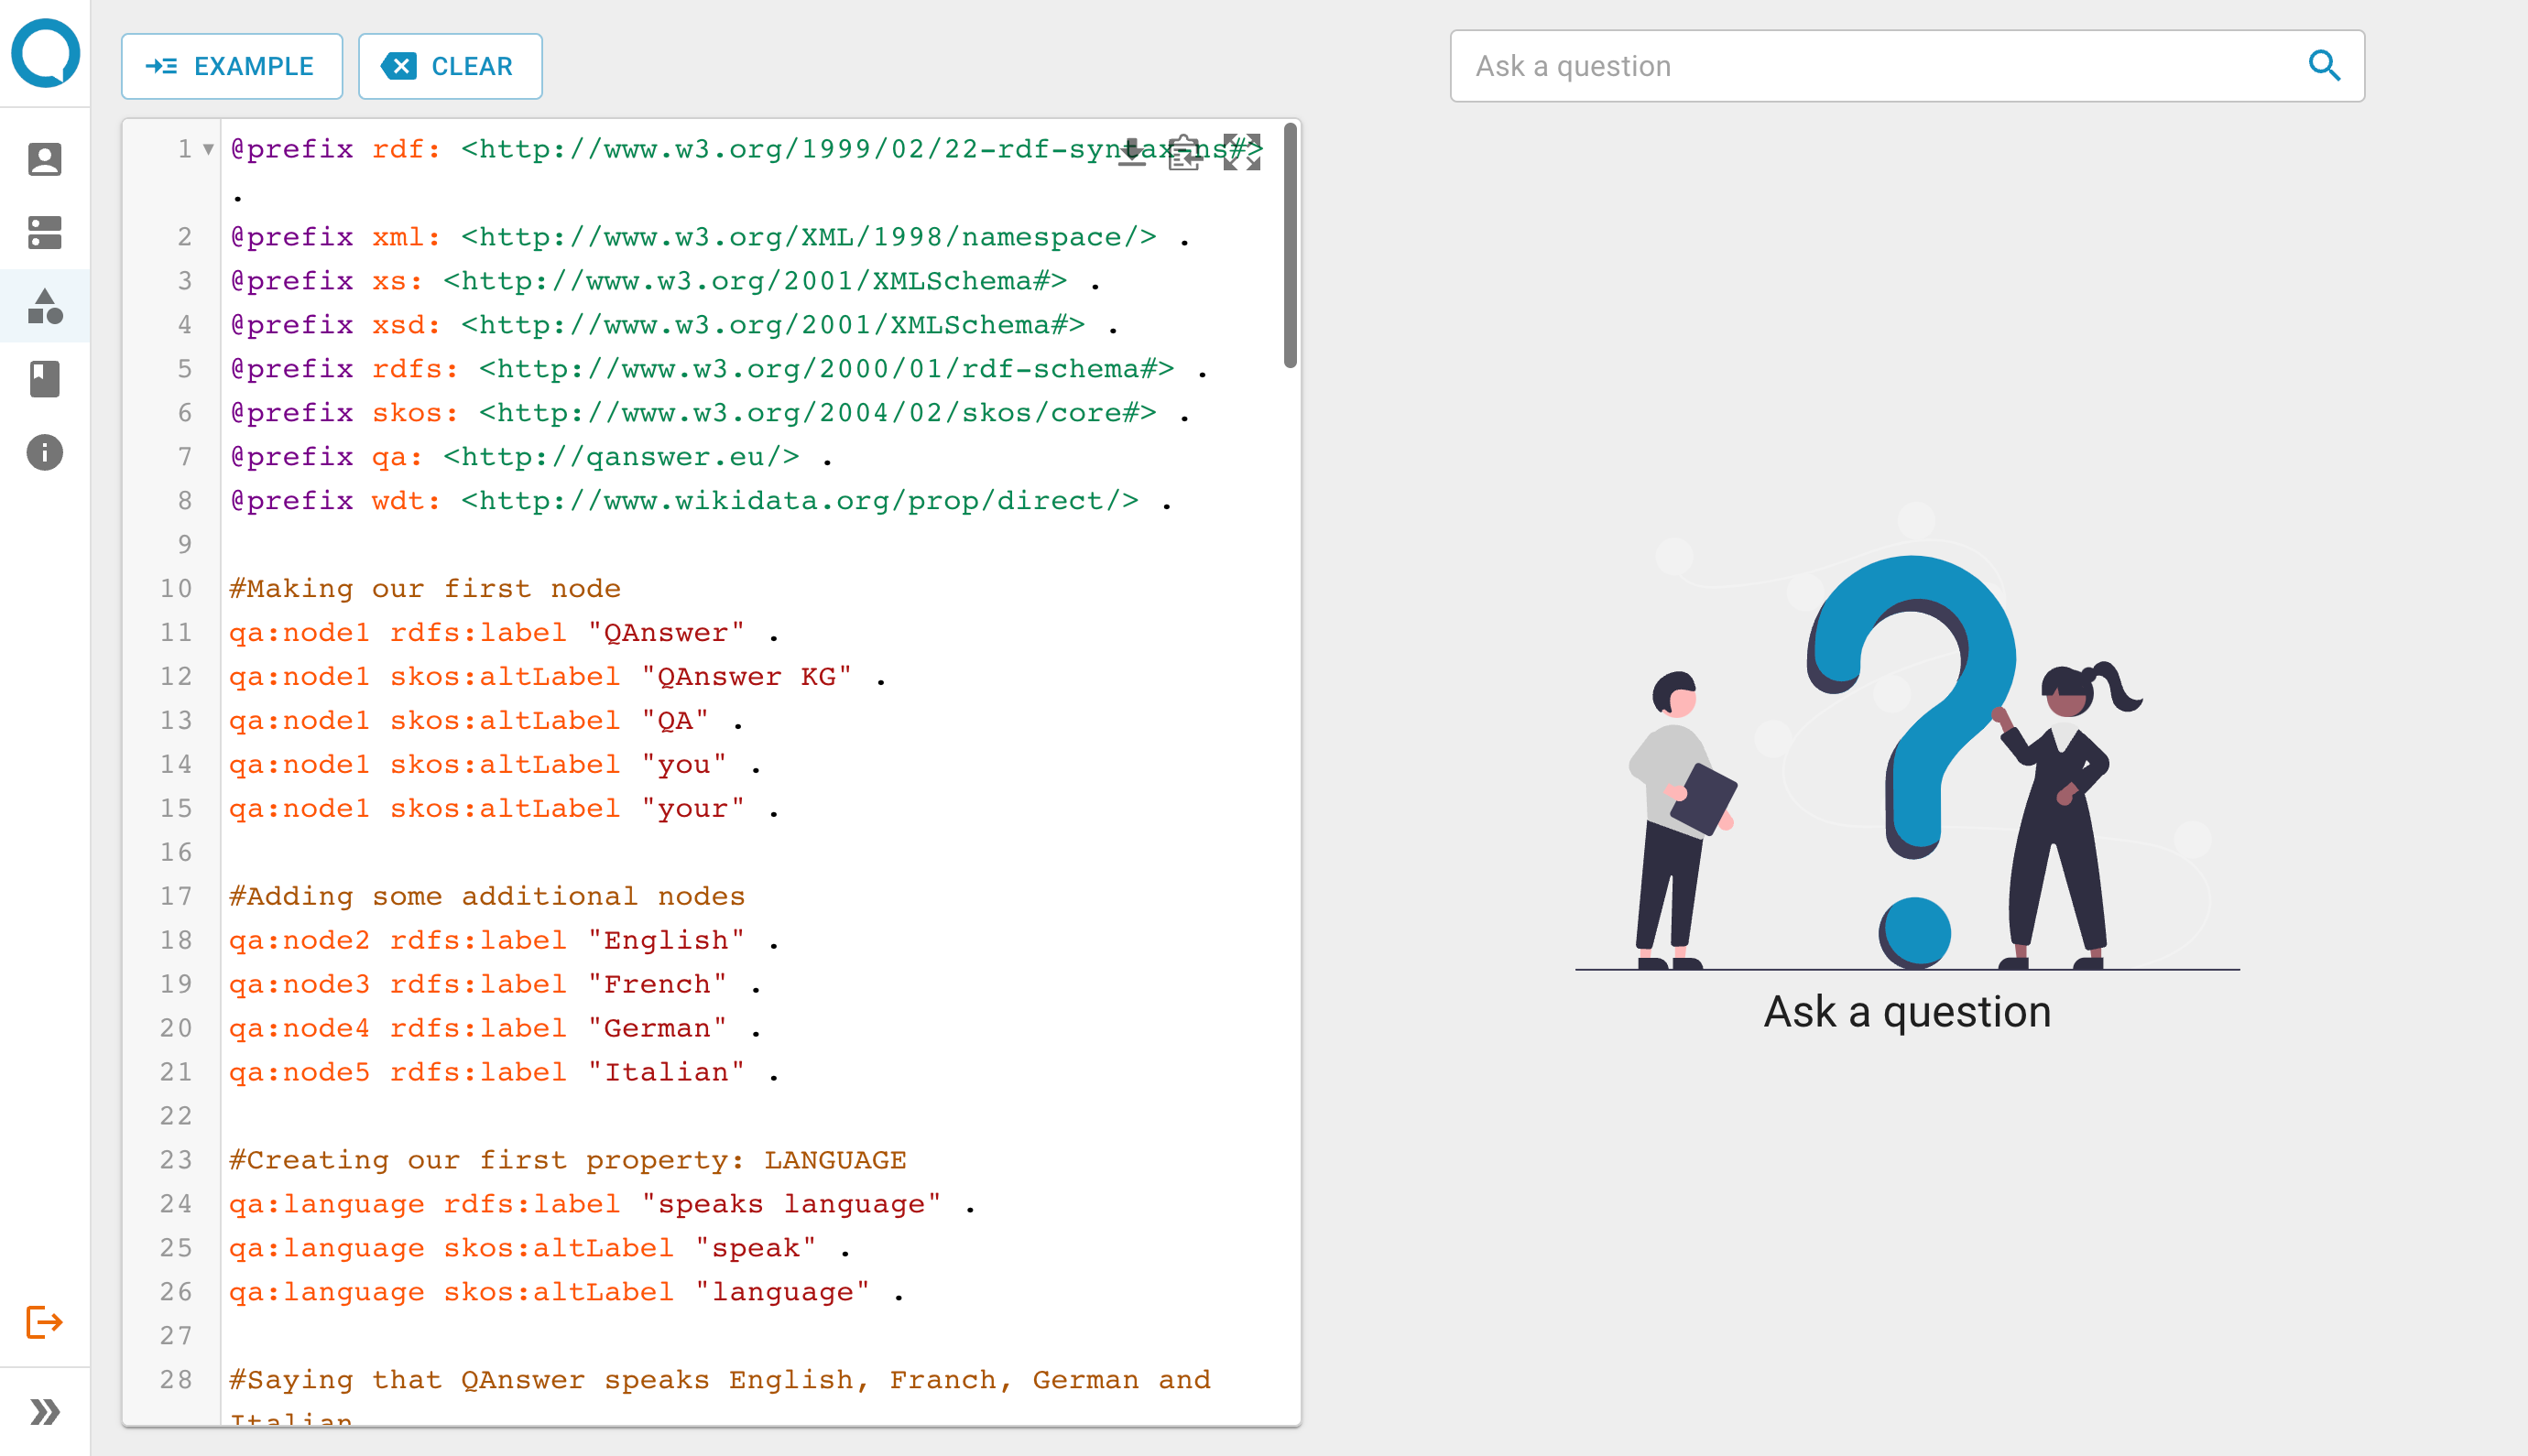 EXAMPLE
CLEAR
Ask a question
1 @prefix rdf: <http://www.w3.org/1999/02/22-rdf-syntax-ns#>
.
2 @prefix xml: <http://www.w3.org/XML/1998/namespace/> .
3 @prefix xs: <http://www.w3.org/2001/XMLSchema#> .
4 @prefix xsd: <http://www.w3.org/2001/XMLSchema#> .
5 @prefix rdfs: <http://www.w3.org/2000/01/rdf-schema#> .
6 @prefix skos: <http://www.w3.org/2004/02/skos/core#> .
7 @prefix qa: <http://qanswer.eu/> .
8 @prefix wdt: <http://www.wikidata.org/prop/direct/> .
9
10 #Making our first node
11 qa:node1 rdfs:label "QAnswer" .
12 qa:node1 skos:altLabel "QAnswer KG" .
13 qa:node1 skos:altLabel "QA" .
14 qa:node1 skos:altLabel "you" .
15 qa:node1 skos:altLabel "your" .
16
17 #Adding some additional nodes
18 qa:node2 rdfs:label "English" .
19 qa:node3 rdfs:label "French" .
20 qa:node4 rdfs:label "German" .
21 qa:node5 rdfs:label "Italian" .
22
23 #Creating our first property: LANGUAGE
24 qa:language rdfs:label "speaks language" .
25 qa:language skos:altLabel "speak" .
26 qa:language skos:altLabel "language" .
27
28 #Saying that QAnswer speaks English, Franch, German and
Italian
Ask a question